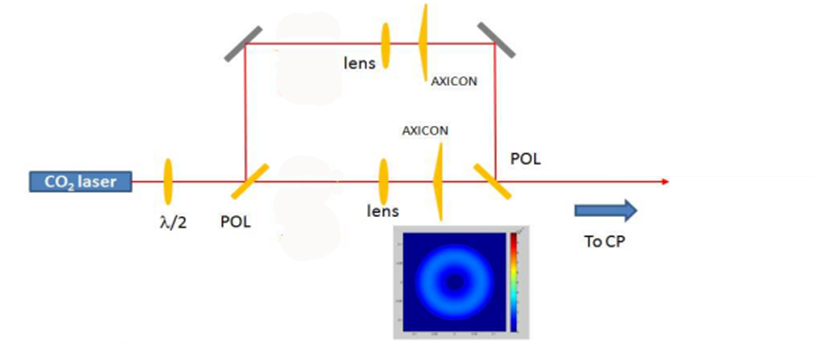 lens
AXICON
AXICON
POL
CO₂ laser
λ/2
POL
lens
To CP